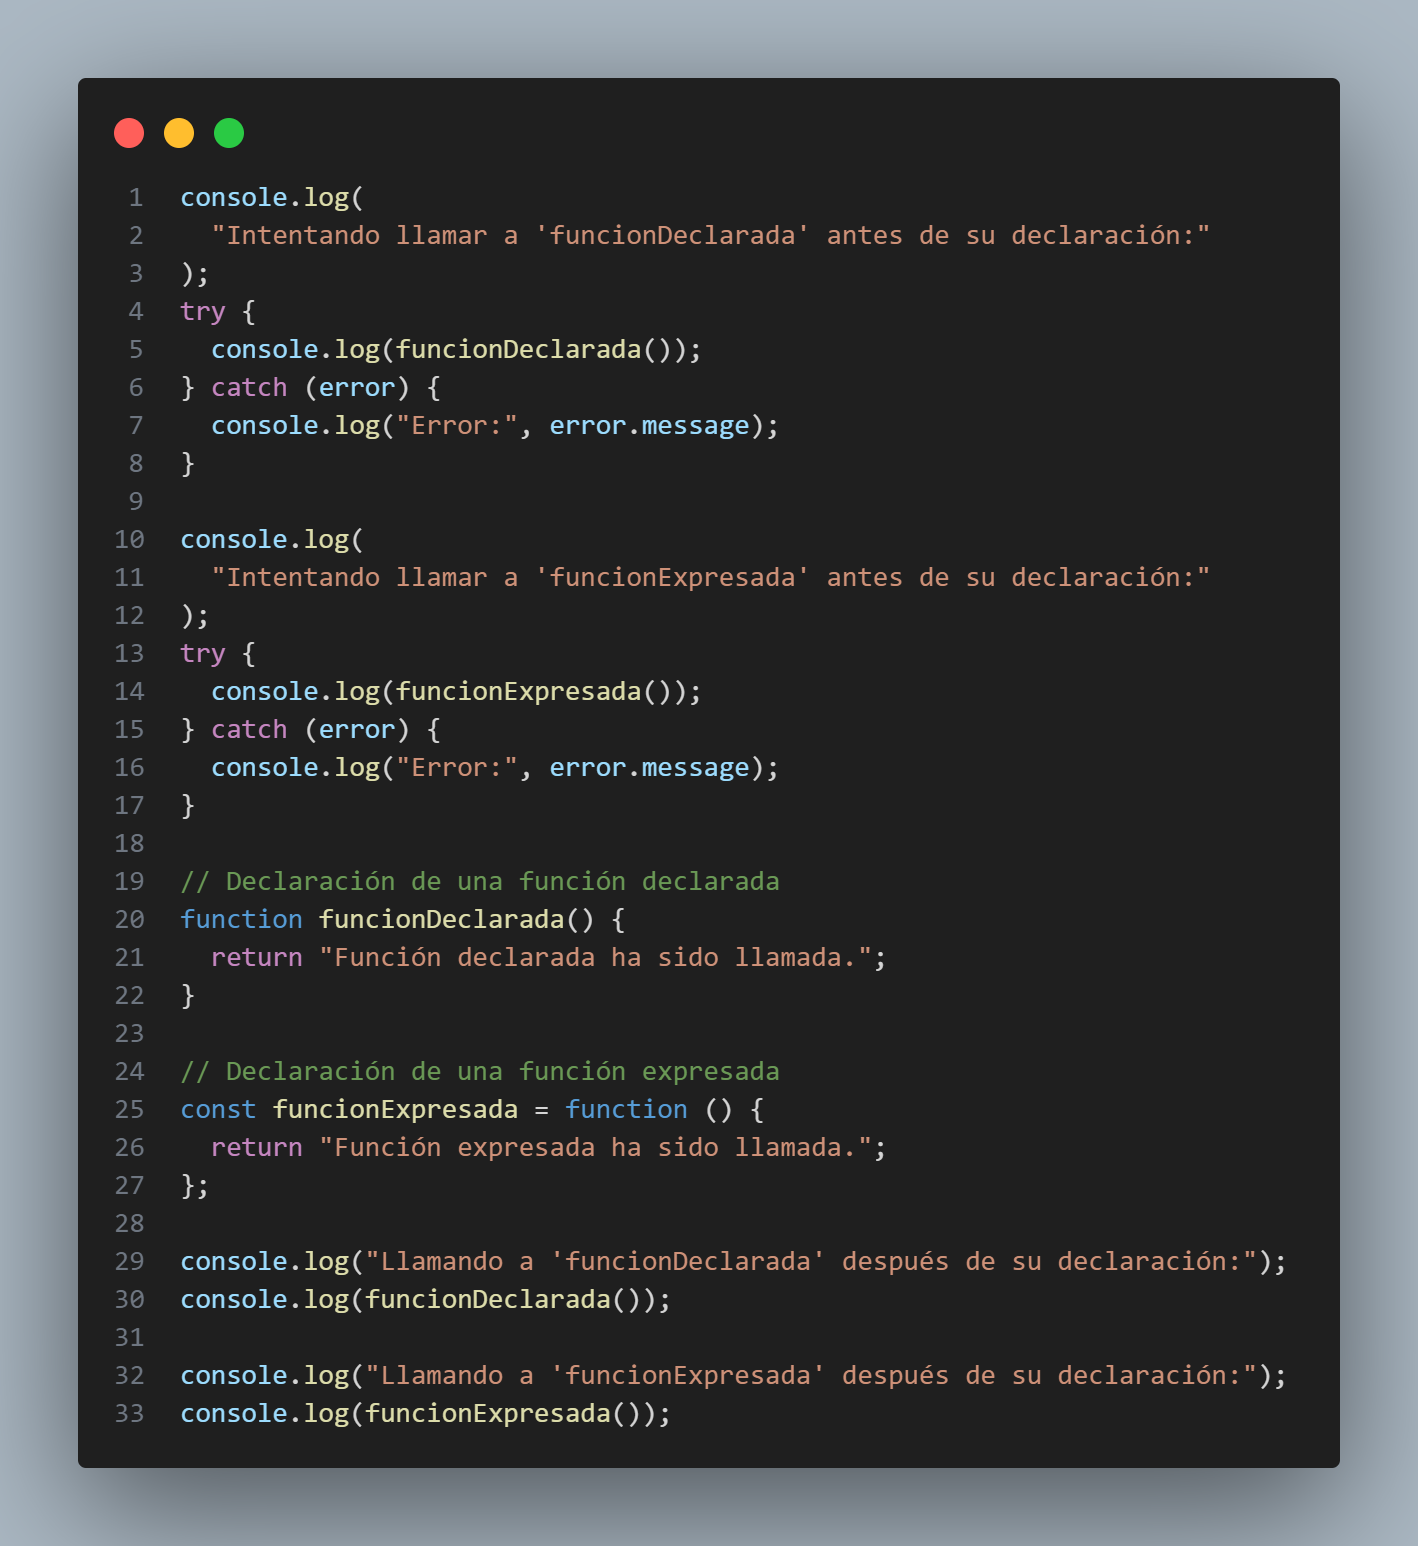 1 console.log(
2   "Intentando llamar a 'funcionDeclarada' antes de su declaración:"
3 );
4 try {
5   console.log(funcionDeclarada());
6 } catch (error) {
7   console.log("Error:", error.message);
8 }
9
10 console.log(
11   "Intentando llamar a 'funcionExpresada' antes de su declaración:"
12 );
13 try {
14   console.log(funcionExpresada());
15 } catch (error) {
16   console.log("Error:", error.message);
17 }
18
19 // Declaración de una función declarada
20 function funcionDeclarada() {
21   return "Función declarada ha sido llamada.";
22 }
23
24 // Declaración de una función expresada
25 const funcionExpresada = function () {
26   return "Función expresada ha sido llamada.";
27 };
28
29 console.log("Llamando a 'funcionDeclarada' después de su declaración:");
30 console.log(funcionDeclarada());
31
32 console.log("Llamando a 'funcionExpresada' después de su declaración:");
33 console.log(funcionExpresada());